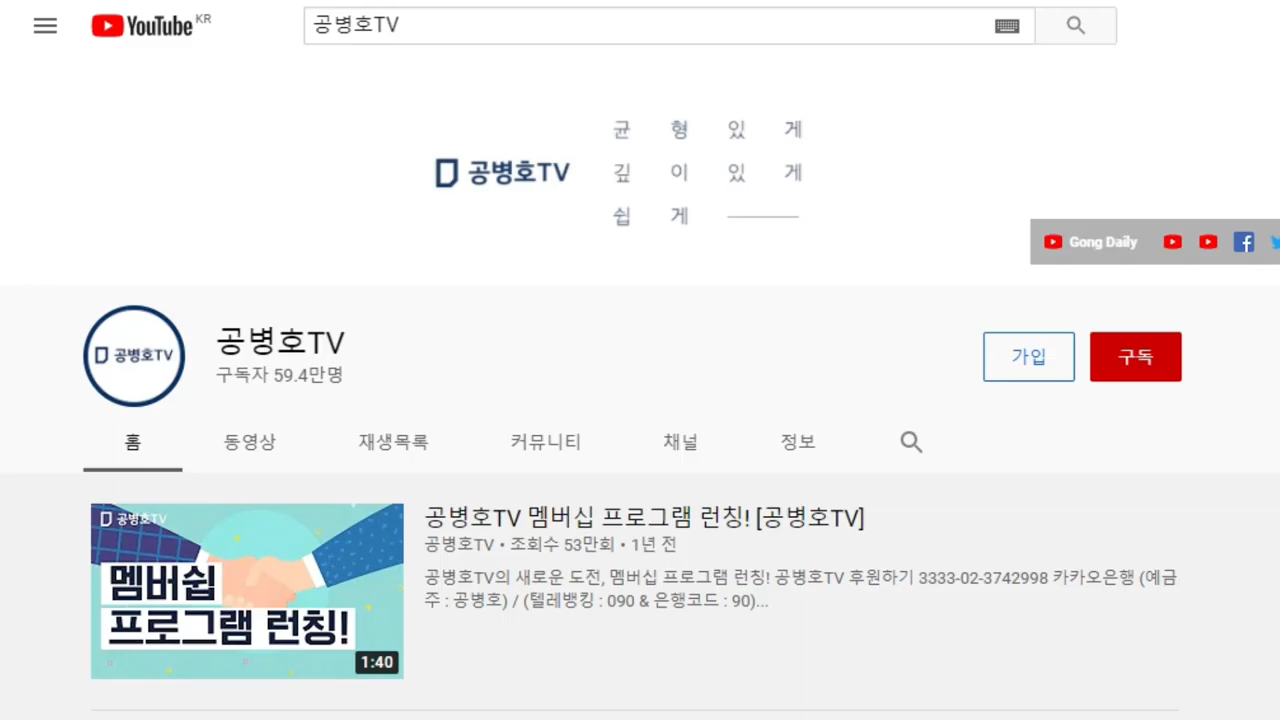 YouTube KR
공병호TV
균형있게
공병호TV
깊이있게
쉽게
Gong Daily
공병호TV
공병호TV
구독자 59.4만명
가입
구독
홈
동영상
재생목록
커뮤니티
채널
정보
공병호TV
멤버쉽
프로그램 런칭!
1:40
공병호TV 멤버십 프로그램 런칭! [공병호TV]
공병호TV • 조회수 53만회 • 1년 전
공병호TV의 새로운 도전, 멤버십 프로그램 런칭! 공병호TV 후원하기 3333-02-3742998 카카오은행 (예금
주 : 공병호) / (텔레뱅킹 : 090 & 은행코드 : 90)...